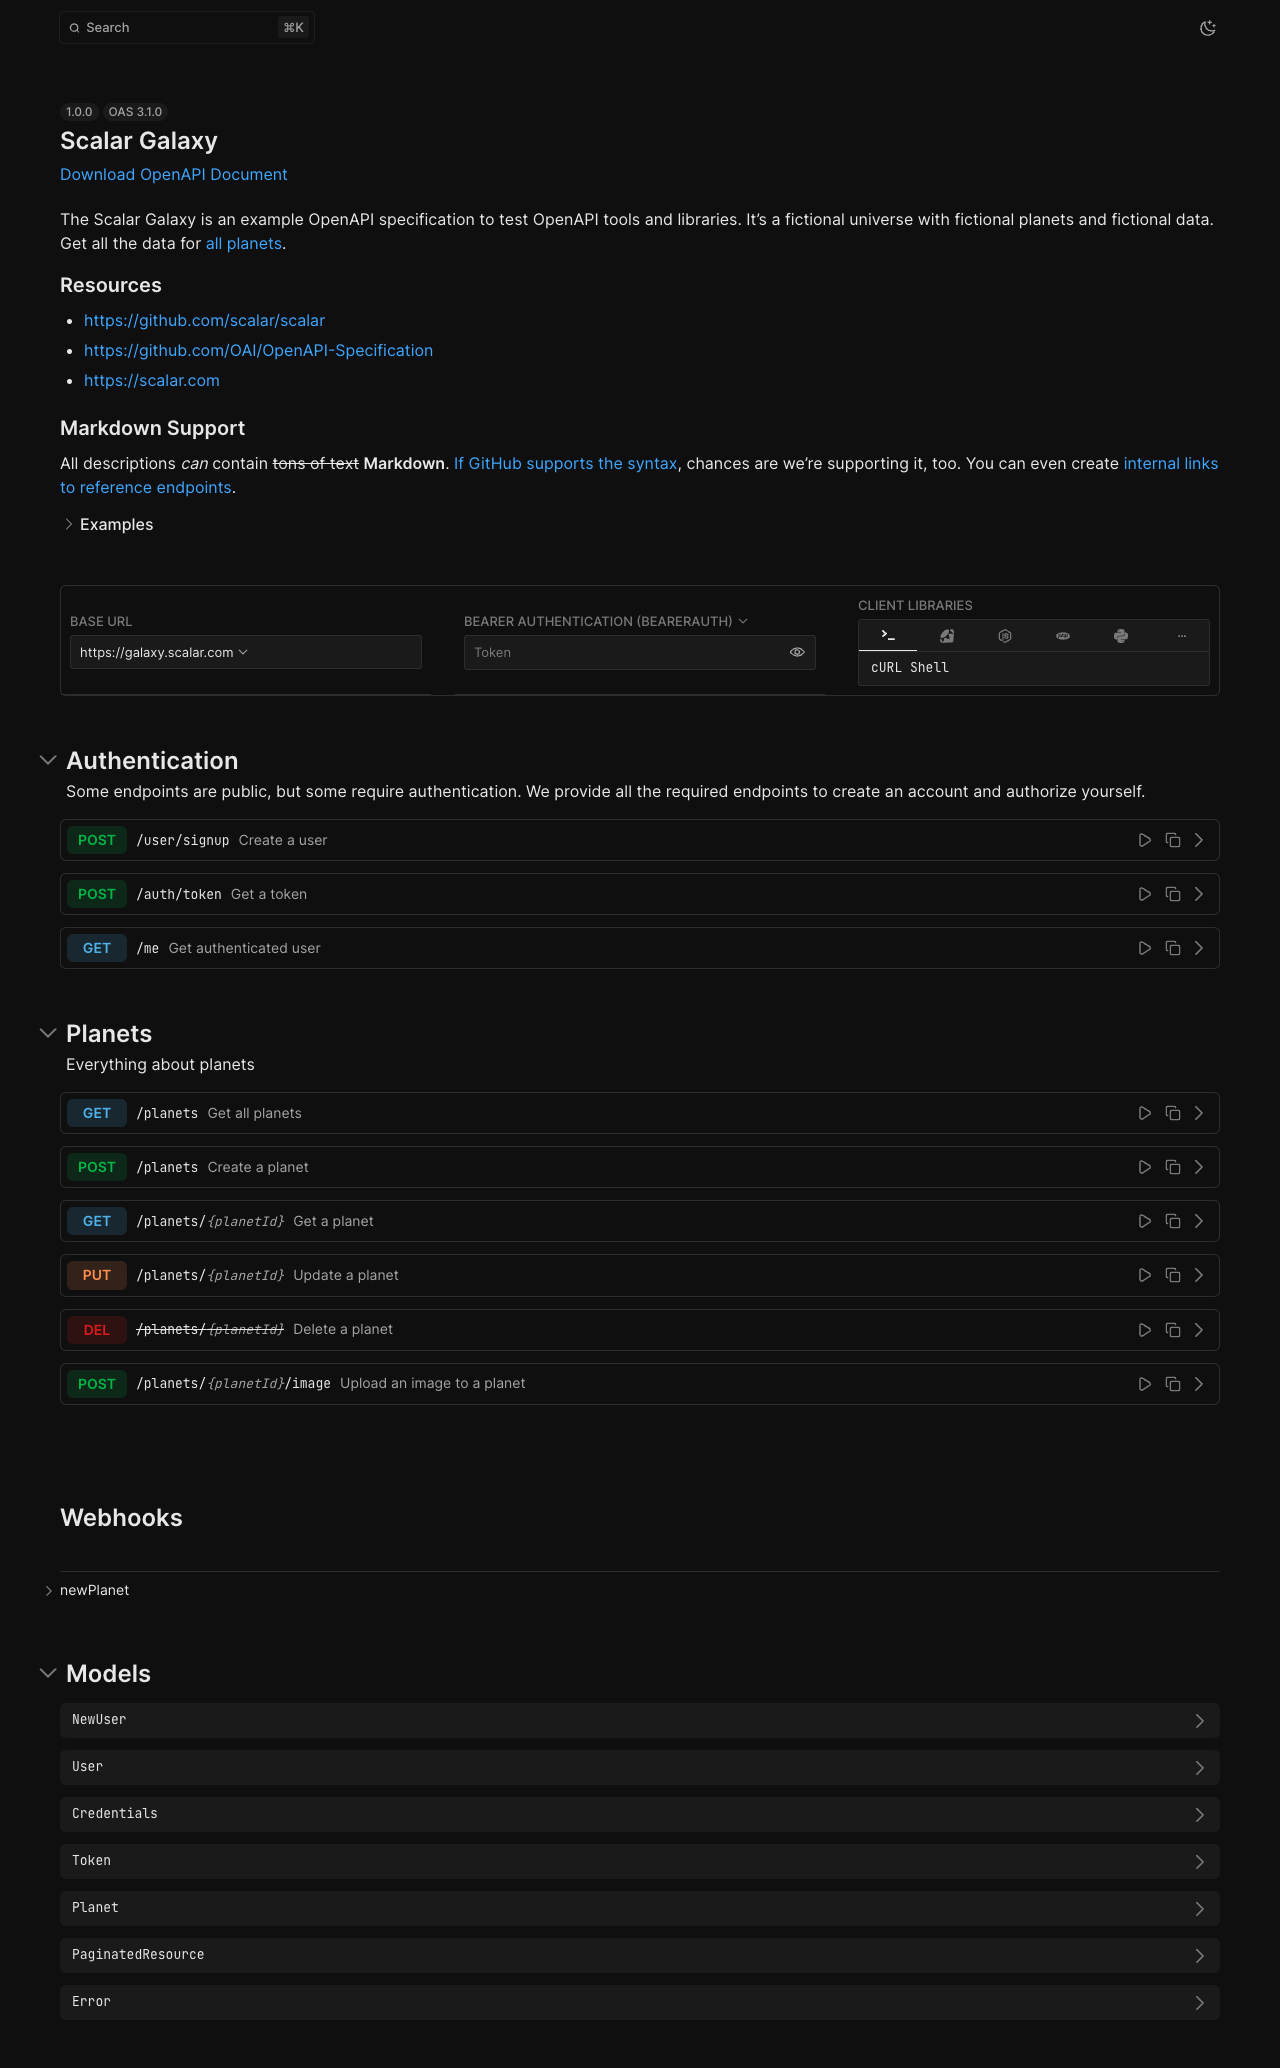 Search ⌘K
1.0.0 OAS 3.1.0
Scalar Galaxy
Download OpenAPI Document
The Scalar Galaxy is an example OpenAPI specification to test OpenAPI tools and libraries. It’s a fictional universe with fictional planets and fictional data.
Get all the data for all planets.
Resources
• https://github.com/scalar/scalar
• https://github.com/OAI/OpenAPI-Specification
• https://scalar.com
Markdown Support
All descriptions can contain tons of text Markdown. If GitHub supports the syntax, chances are we’re supporting it, too. You can even create internal links
to reference endpoints.
Examples
BASE URL
https://galaxy.scalar.com
BEARER AUTHENTICATION (BEARERAUTH)
Token
CLIENT LIBRARIES
cURL Shell
Authentication
Some endpoints are public, but some require authentication. We provide all the required endpoints to create an account and authorize yourself.
POST /user/signup Create a user
POST /auth/token Get a token
GET /me Get authenticated user
Planets
Everything about planets
GET /planets Get all planets
POST /planets Create a planet
GET /planets/{planetId} Get a planet
PUT /planets/{planetId} Update a planet
DEL /planets/{planetId} Delete a planet
POST /planets/{planetId}/image Upload an image to a planet
Webhooks
newPlanet
Models
NewUser
User
Credentials
Token
Planet
PaginatedResource
Error